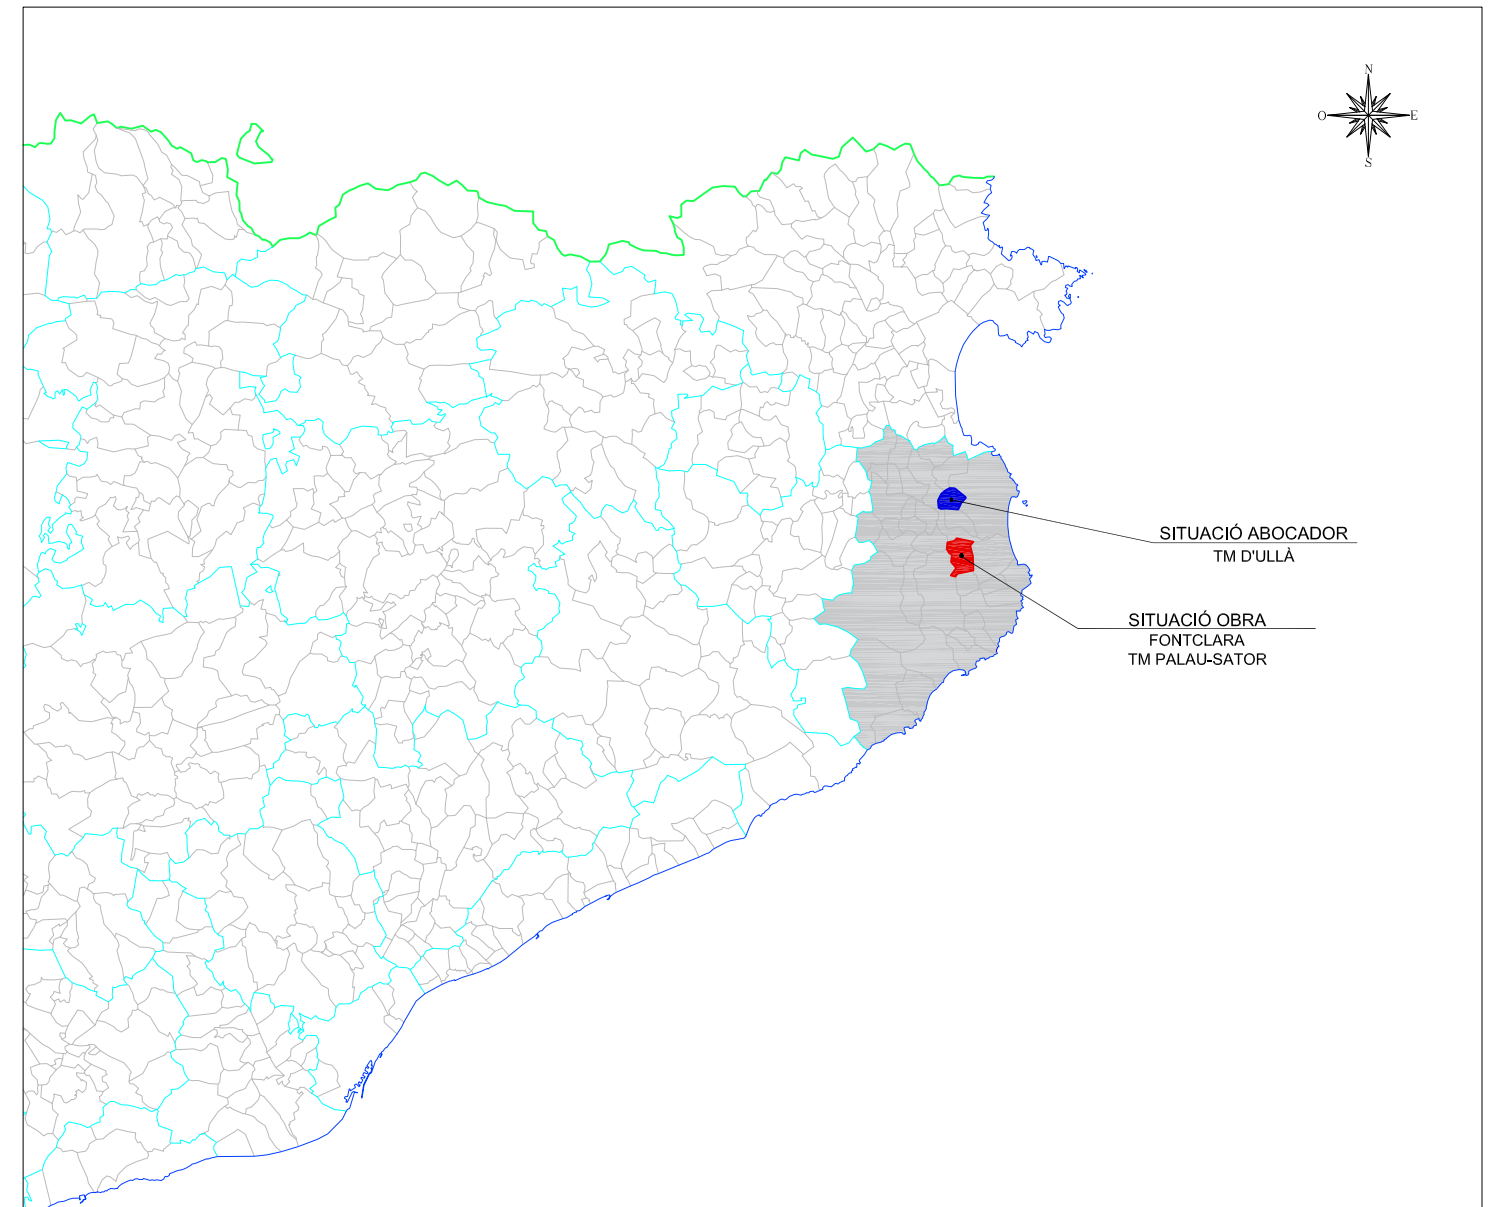 N
O
E
S
SITUACIÓ ABOCADOR
TM D'ULLÀ
SITUACIÓ OBRA
FONTCLARA
TM PALAU-SATOR